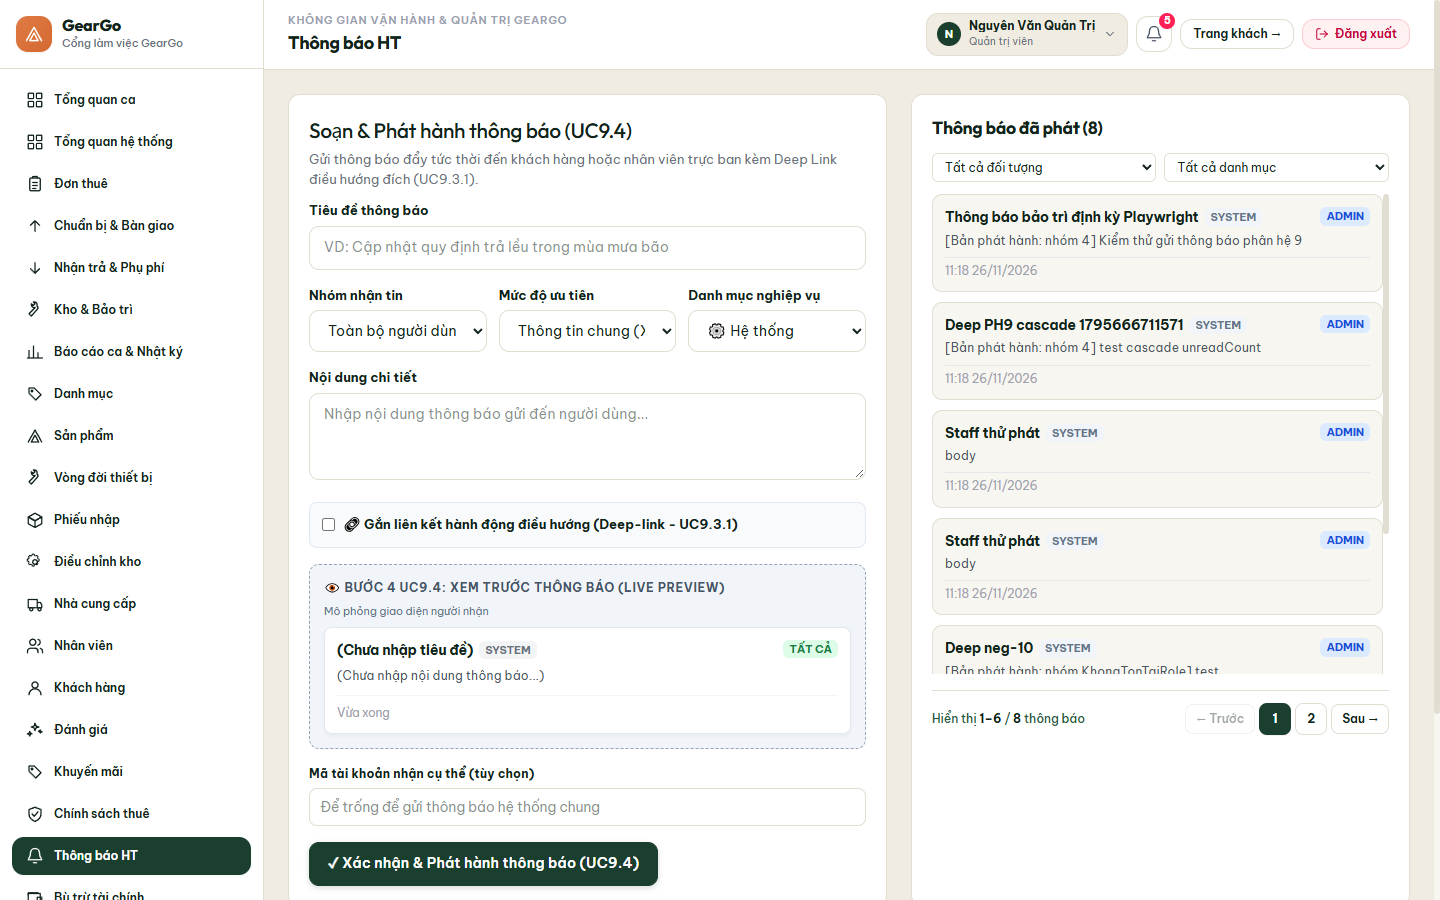 GearGo
Cổng làm việc GearGo
Tổng quan ca
Tổng quan hệ thống
Đơn thuê
Chuẩn bị & Bàn giao
Nhận trả & Phụ phí
Kho & Bảo trì
Báo cáo ca & Nhật ký
Danh mục
Sản phẩm
Vòng đời thiết bị
Phiếu nhập
Điều chỉnh kho
Nhà cung cấp
Nhân viên
Khách hàng
Đánh giá
Khuyến mãi
Chính sách thuê
Thông báo HT
Bù trừ tài chính
KHÔNG GIAN VẬN HÀNH & QUẢN TRỊ GEARGO
Thông báo HT
N
Nguyễn Văn Quản Trị
Quản trị viên
5
Trang khách →
Đăng xuất
Soạn & Phát hành thông báo (UC9.4)
Gửi thông báo đẩy tức thời đến khách hàng hoặc nhân viên trực ban kèm Deep Link
điều hướng đích (UC9.3.1).
Tiêu đề thông báo
VD: Cập nhật quy định trả lều trong mùa mưa bão
Nhóm nhận tin
Mức độ ưu tiên
Danh mục nghiệp vụ
Toàn bộ người dùn
Thông tin chung (X
Hệ thống
Nội dung chi tiết
Nhập nội dung thông báo gửi đến người dùng...
Gắn liên kết hành động điều hướng (Deep-link - UC9.3.1)
BƯỚC 4 UC9.4: XEM TRƯỚC THÔNG BÁO (LIVE PREVIEW)
Mô phỏng giao diện người nhận
(Chưa nhập tiêu đề) SYSTEM TẤT CẢ
(Chưa nhập nội dung thông báo...)
Vừa xong
Mã tài khoản nhận cụ thể (tùy chọn)
Để trống để gửi thông báo hệ thống chung
✓ Xác nhận & Phát hành thông báo (UC9.4)
Thông báo đã phát (8)
Tất cả đối tượng
Tất cả danh mục
Thông báo bảo trì định kỳ Playwright SYSTEM ADMIN
[Bản phát hành: nhóm 4] Kiểm thử gửi thông báo phân hệ 9
11:18 26/11/2026
Deep PH9 cascade 1795666711571 SYSTEM ADMIN
[Bản phát hành: nhóm 4] test cascade unreadCount
11:18 26/11/2026
Staff thử phát SYSTEM ADMIN
body
11:18 26/11/2026
Staff thử phát SYSTEM ADMIN
body
11:18 26/11/2026
Deep neg-10 SYSTEM ADMIN
[Bản phát hành: nhóm KhongTonTaiRole] test
Hiển thị 1–6 / 8 thông báo
← Trước
1
2
Sau →